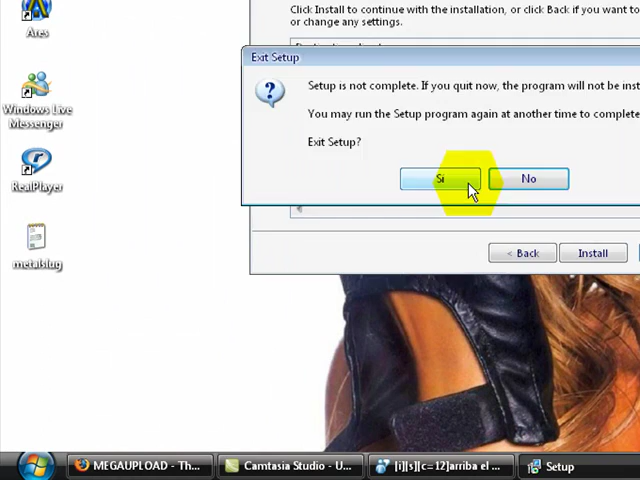 Click Install to continue with the installation, or click Back if you want to
or change any settings.
Ares
Exit Setup
Setup is not complete. If you quit now, the program will not be inst
You may run the Setup program again at another time to complete
Exit Setup?
Sí
No
Windows Live
Messenger
RealPlayer
metalslug
< Back
Install
MEGAUPLOAD - Th...
Camtasia Studio - U...
[i][s][c=12]arriba el ...
Setup